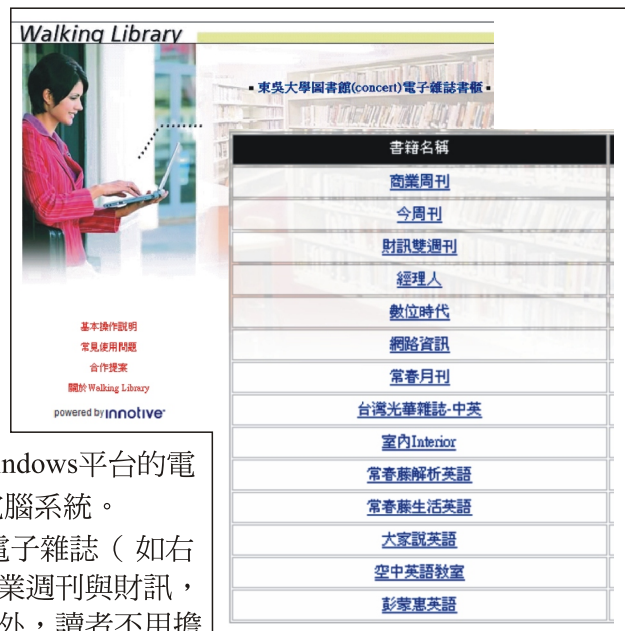 Walking Library
▪ 東吳大學圖書館(concert)電子雜誌書櫃 ▪
書籍名稱
商業周刊
今周刊
財訊雙週刊
經理人
數位時代
網路資訊
常春月刊
台灣光華雜誌-中英
室內Interior
常春藤解析英語
常春藤生活英語
大家說英語
空中英語教室
彭蒙惠英語
基本操作說明
常見使用問題
合作提案
關於Walking Library
powered by innotive
indows平台的電
腦系統。
電子雜誌（如右
業週刊與財訊，
外，讀者不用擔